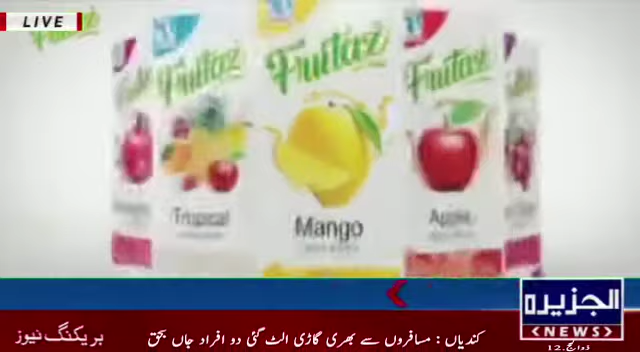 LIVE
Fruitaz
Fruitaz
Fruitaz
Tropical
Mango
Apple
الجزيرہ
NEWS
بریکنگ نیوز
کندیاں : مسافروں سے بھری گاڑی الٹ گئی دو افراد جاں بحق